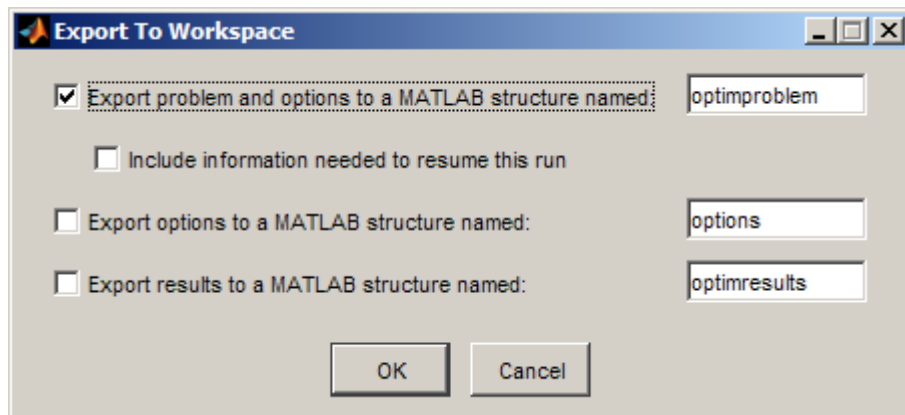 Export To Workspace
Export problem and options to a MATLAB structure named: optimproblem
Include information needed to resume this run
Export options to a MATLAB structure named: options
Export results to a MATLAB structure named: optimresults
OK Cancel